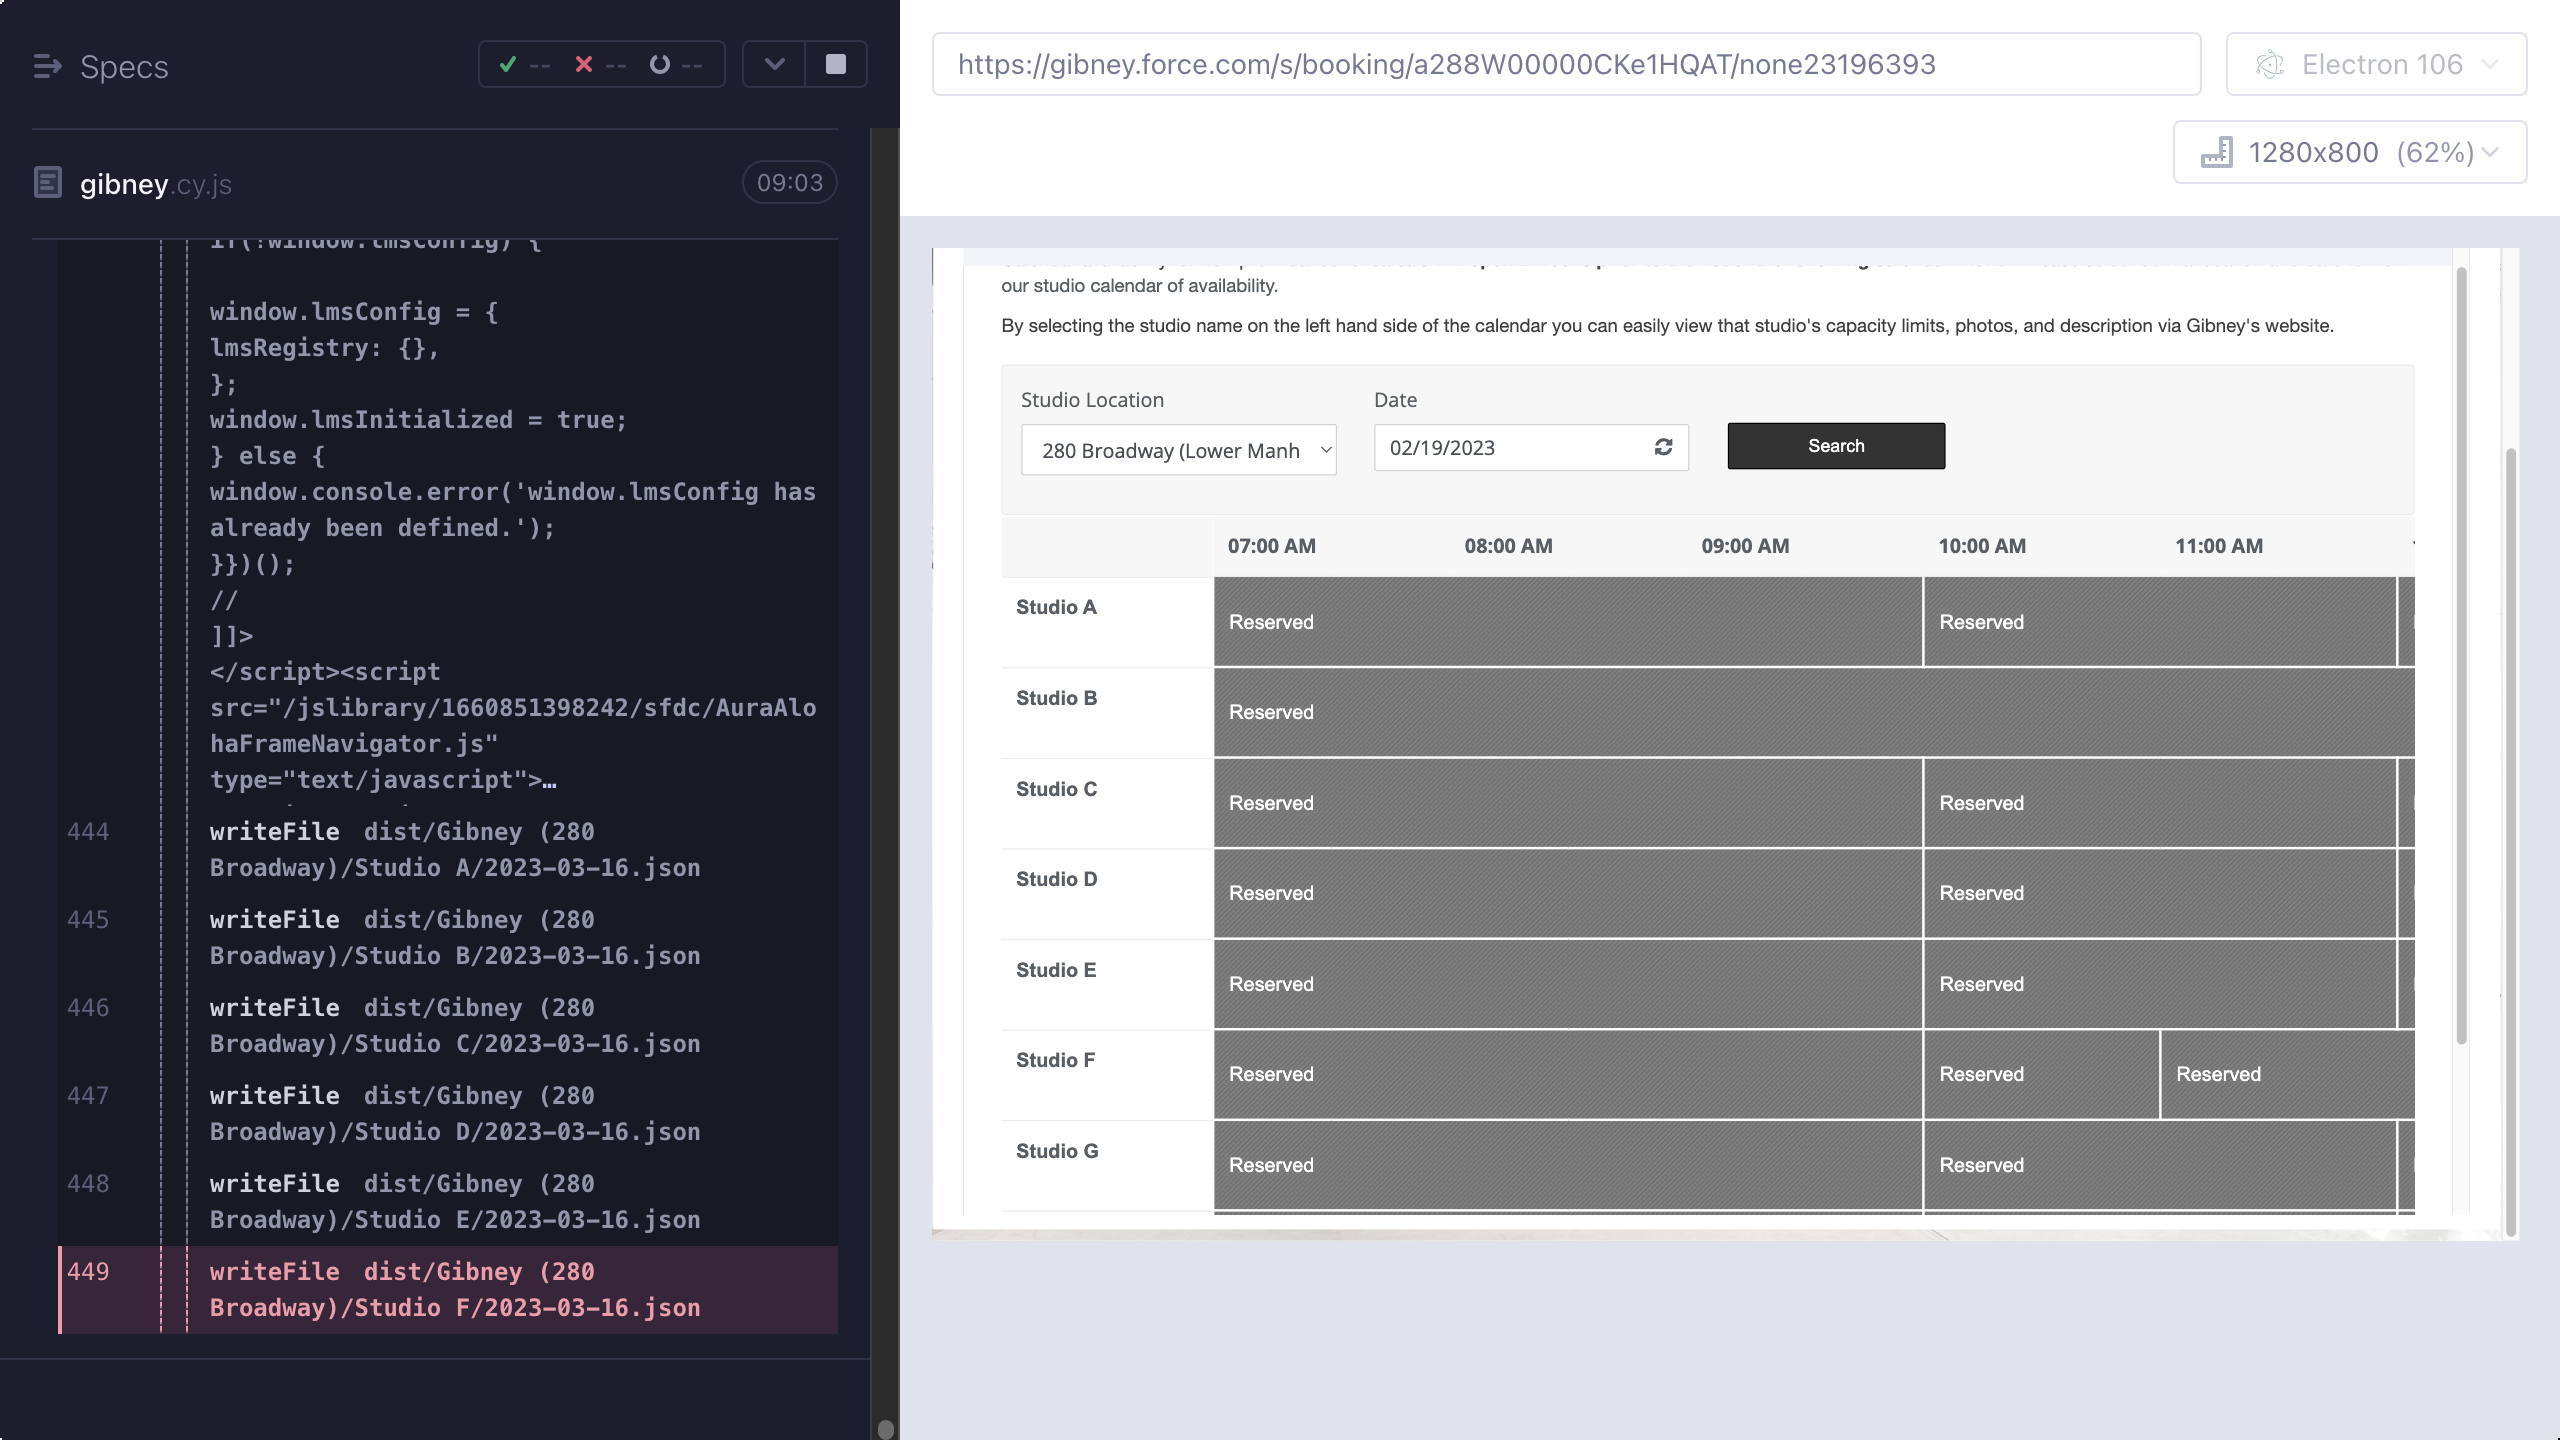 Specs
-- -- --
gibney.cy.js
09:03
if(!window.lmsConfig) {
window.lmsConfig = {
lmsRegistry: {},
};
window.lmsInitialized = true;
} else {
window.console.error('window.lmsConfig has
already been defined.');
}})();
//
]]>
</script><script
src="/jslibrary/1660851398242/sfdc/AuraAlo
haFrameNavigator.js"
type="text/javascript">…
444 writeFile dist/Gibney (280
Broadway)/Studio A/2023-03-16.json
445 writeFile dist/Gibney (280
Broadway)/Studio B/2023-03-16.json
446 writeFile dist/Gibney (280
Broadway)/Studio C/2023-03-16.json
447 writeFile dist/Gibney (280
Broadway)/Studio D/2023-03-16.json
448 writeFile dist/Gibney (280
Broadway)/Studio E/2023-03-16.json
449 writeFile dist/Gibney (280
Broadway)/Studio F/2023-03-16.json
https://gibney.force.com/s/booking/a288W00000CKe1HQAT/none23196393
Electron 106
1280x800 (62%)
our studio calendar of availability.
By selecting the studio name on the left hand side of the calendar you can easily view that studio's capacity limits, photos, and description via Gibney's website.
Studio Location
Date
280 Broadway (Lower Manh
02/19/2023
Search
07:00 AM 08:00 AM 09:00 AM 10:00 AM 11:00 AM
Studio A Reserved Reserved
Studio B Reserved
Studio C Reserved Reserved
Studio D Reserved Reserved
Studio E Reserved Reserved
Studio F Reserved Reserved Reserved
Studio G Reserved Reserved